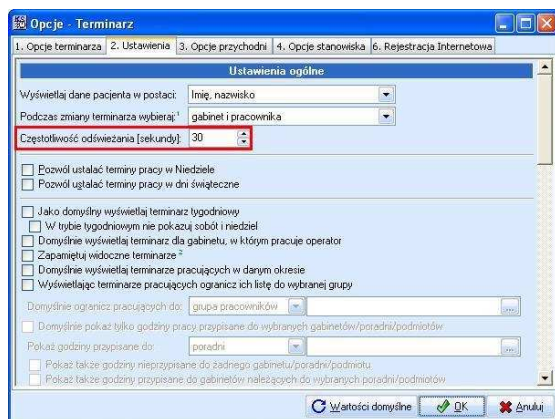 Opcje - Terminarz
1. Opcje terminarza 2. Ustawienia 3. Opcje przychodni 4. Opcje stanowiska 6. Rejestracja Internetowa
Ustawienia ogólne
Wyświetlaj dane pacjenta w postaci: Imię, nazwisko
Podczas zmiany terminarza wybieraj:¹ gabinet i pracownika
Częstotliwość odświeżania [sekundy]: 30
Pozwól ustalać terminy pracy w Niedziele
Pozwól ustalać terminy pracy w dni świąteczne
Jako domyślny wyświetlaj terminarz tygodniowy
W trybie tygodniowym nie pokazuj sobót i niedziel
Domyślnie wyświetlaj terminarz dla gabinetu, w którym pracuje operator
Zapamiętuj widoczne terminarze ²
Domyślnie wyświetlaj terminarze pracujących w danym okresie
Wyświetlając terminarze pracujących ogranicz ich listę do wybranej grupy
Domyślnie ogranicz pracujących do: grupa pracowników ...
Domyślnie pokaż tylko godziny pracy przypisane do wybranych gabinetów/poradni/podmiotów
Pokaż godziny przypisane do: poradni ...
Pokaż także godziny nieprzypisane do żadnego gabinetu/poradni/podmiotu
Pokaż także godziny przypisane do gabinetów należących do wybranych poradni/podmiotów
Wartości domyślne OK Anuluj